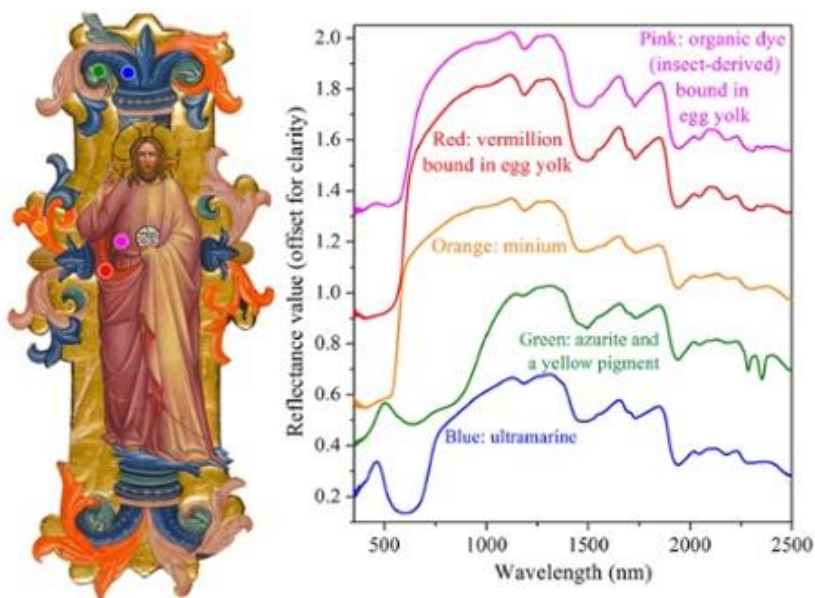 2.0
1.8
1.6
1.4
1.2
1.0
0.8
0.6
0.4
0.2
Reflectance value (offset for clarity)
Pink: organic dye
(insect-derived)
bound in
egg yolk
Red: vermillion
bound in egg yolk
Orange: minium
Green: azurite and
a yellow pigment
Blue: ultramarine
500
1000
1500
2000
2500
Wavelength (nm)